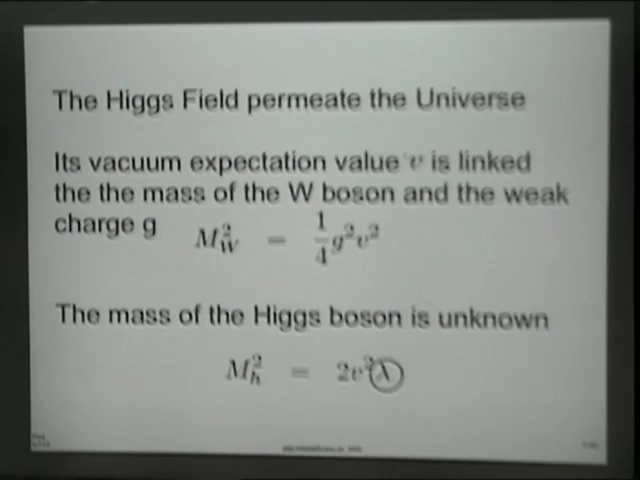 The Higgs Field permeate the Universe
Its vacuum expectation value v is linked
the the mass of the W boson and the weak
charge g
M_W^2 = 1/4 g^2 v^2
The mass of the Higgs boson is unknown
M_h^2 = 2v^2 λ